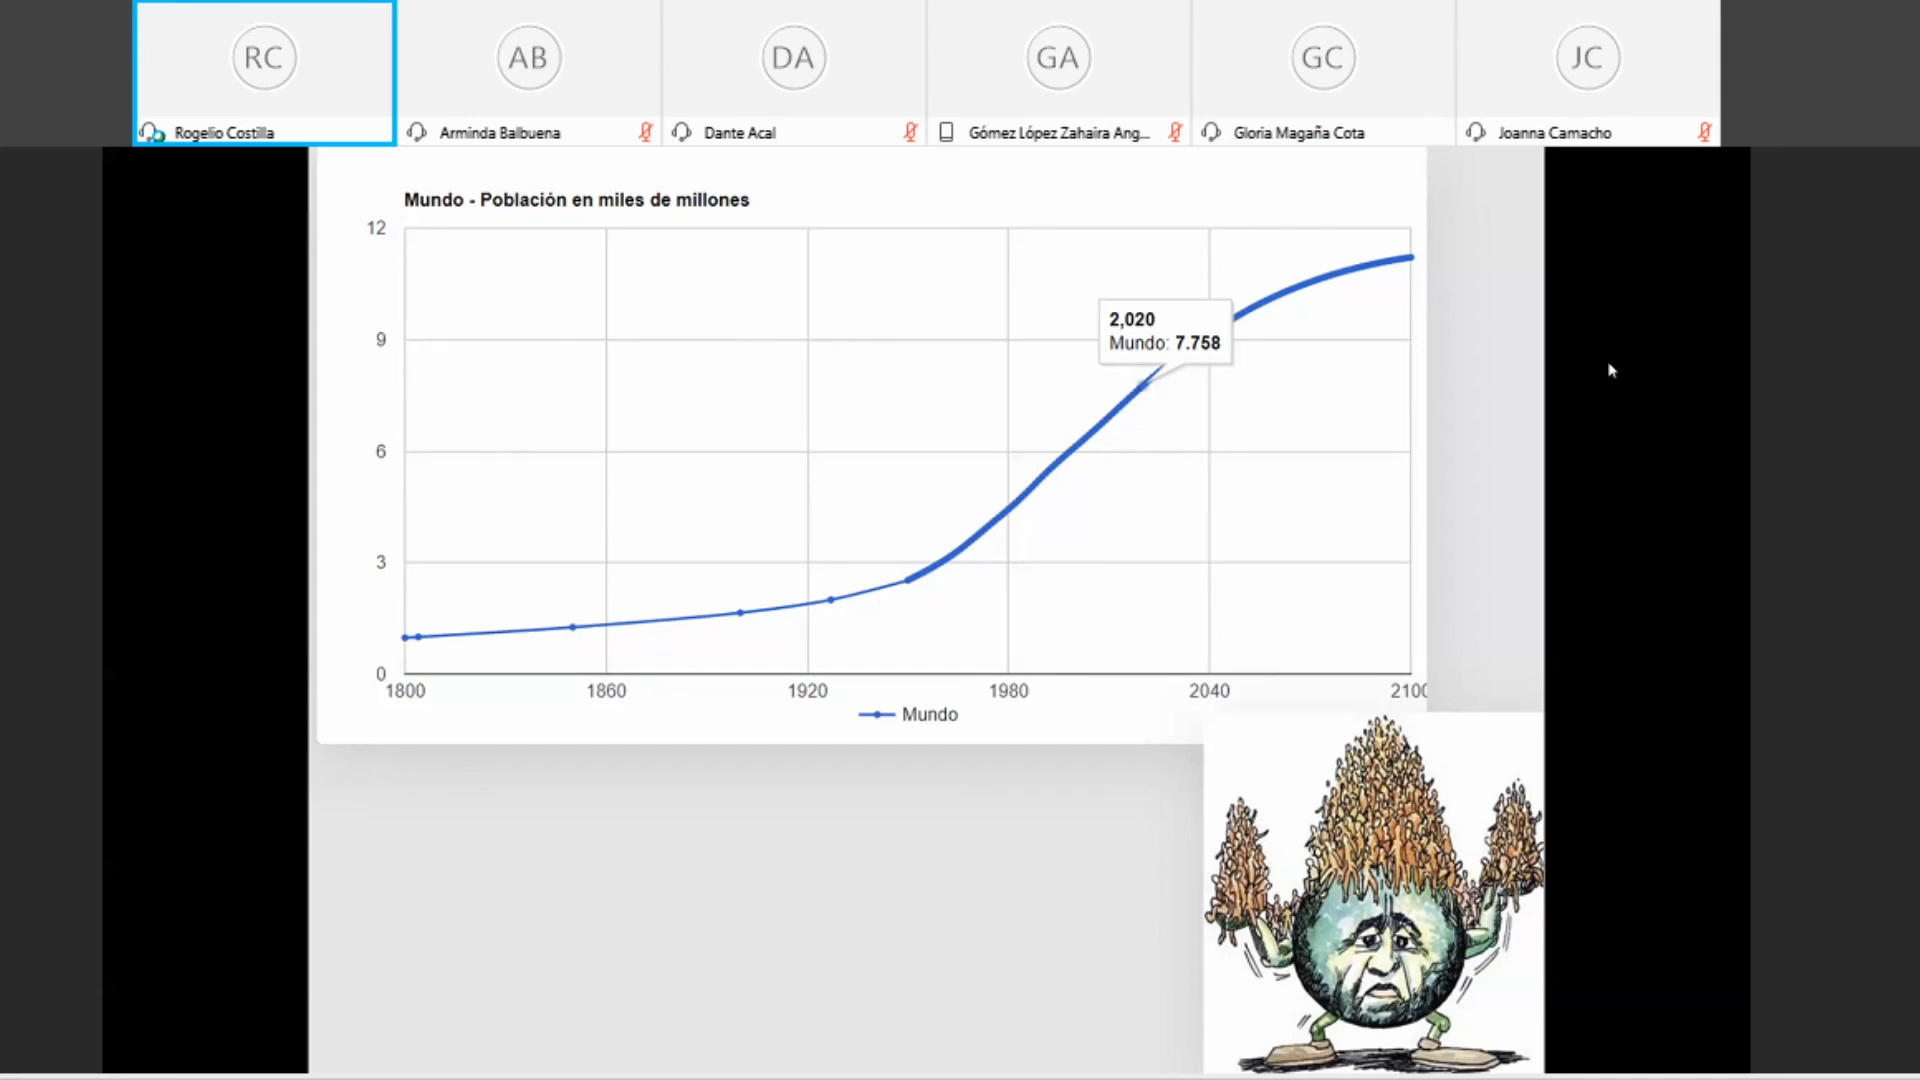 RC
AB
DA
GA
GC
JC
Rogelio Costilla
Arminda Balbuena
Dante Acal
Gómez López Zahaira Ang...
Gloria Magaña Cota
Joanna Camacho
Mundo - Población en miles de millones
12
9
6
3
0
2,020
Mundo: 7.758
1800
1860
1920
1980
2040
2100
Mundo